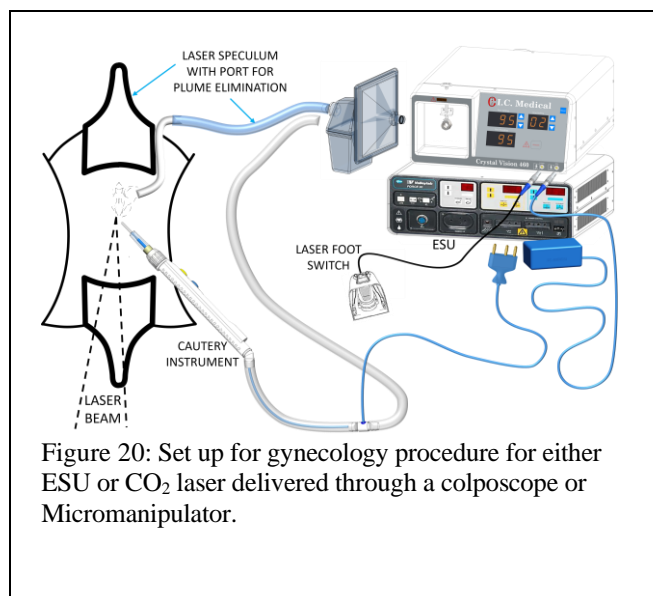 LASER SPECULUM
WITH PORT FOR
PLUME ELIMINATION
I.C. Medical
95 02
95
Crystal Vision 460
ESU
LASER FOOT
SWITCH
CAUTERY
INSTRUMENT
LASER
BEAM
Figure 20: Set up for gynecology procedure for either
ESU or CO₂ laser delivered through a colposcope or
Micromanipulator.